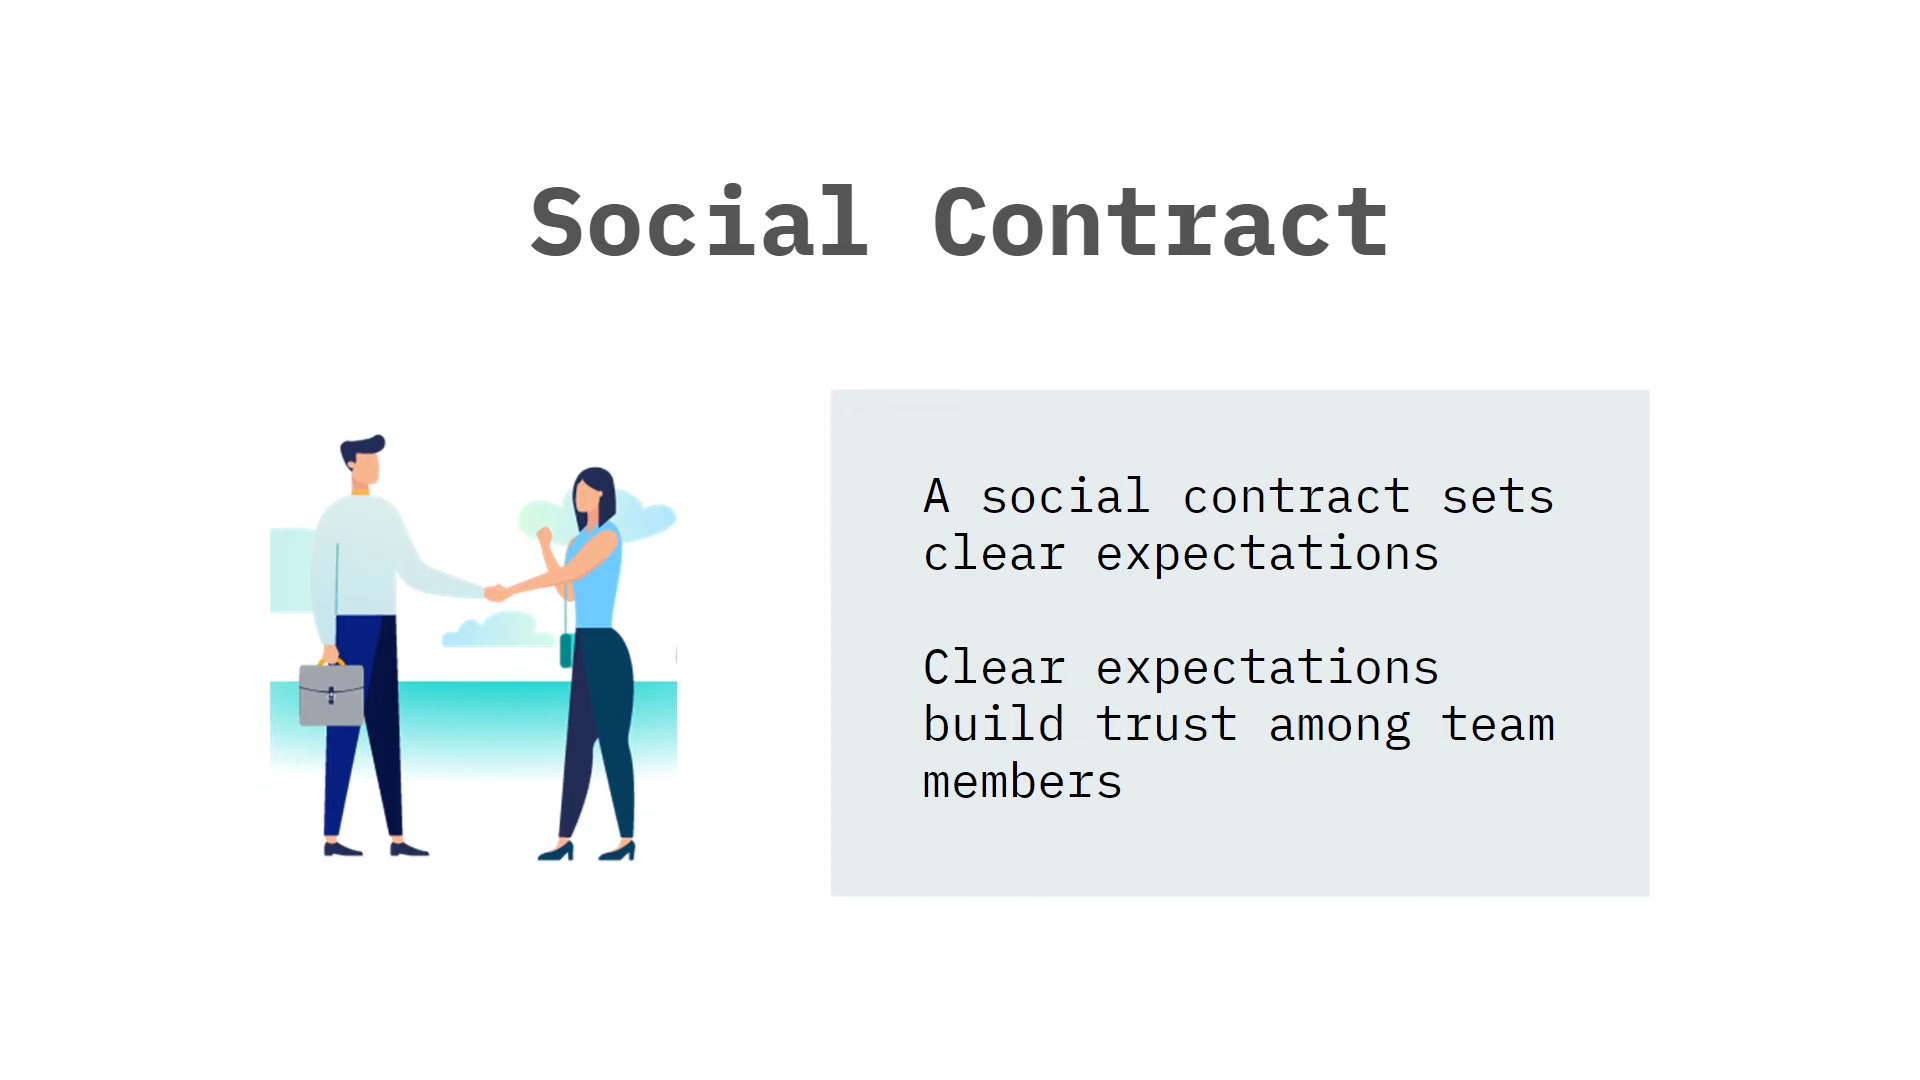 Social Contract
A social contract sets
clear expectations
Clear expectations
build trust among team
members